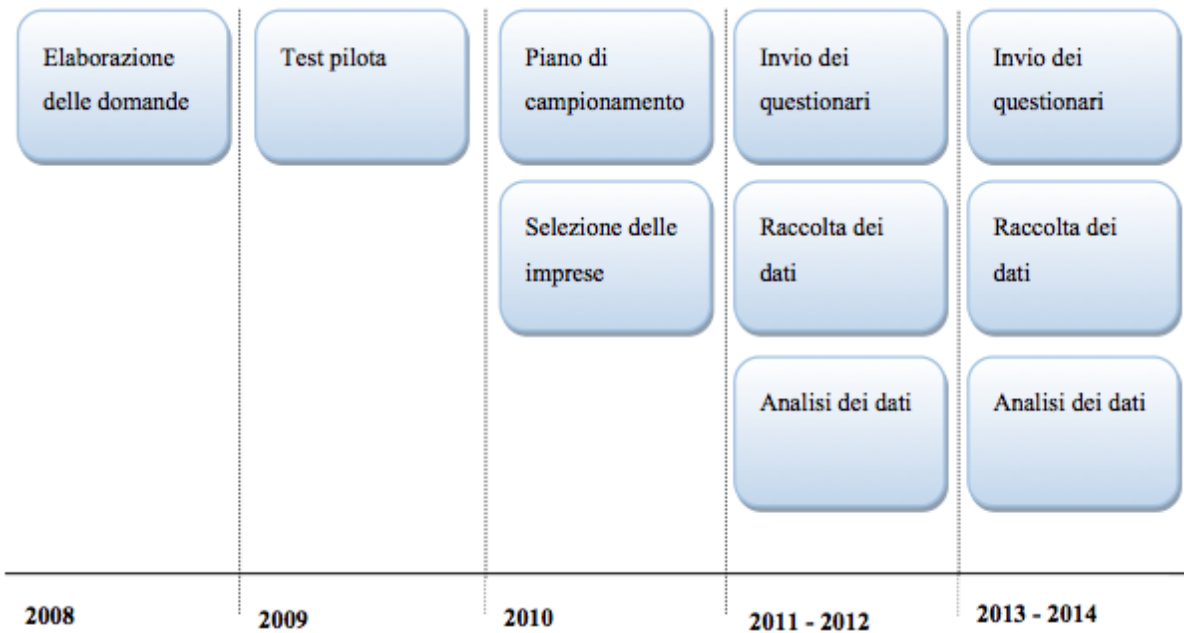 Elaborazione
delle domande
Test pilota
Piano di
campionamento
Invio dei
questionari
Invio dei
questionari
Selezione delle
imprese
Raccolta dei
dati
Raccolta dei
dati
Analisi dei dati
Analisi dei dati
2008
2009
2010
2011 - 2012
2013 - 2014